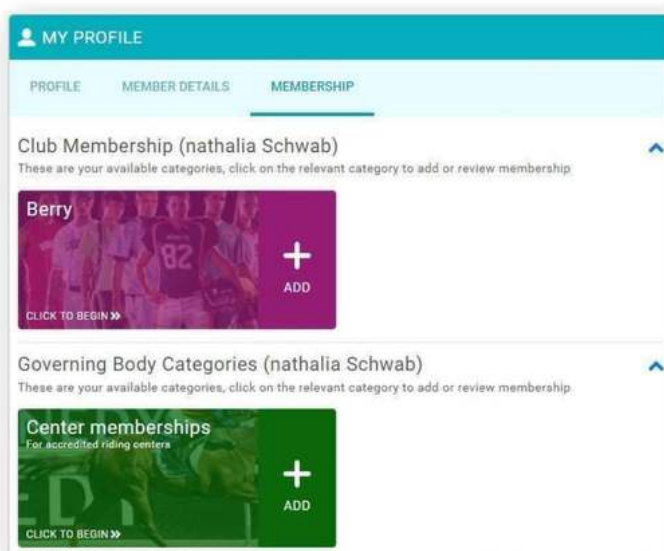 MY PROFILE
PROFILE MEMBER DETAILS MEMBERSHIP
Club Membership (nathalia Schwab)
These are your available categories, click on the relevant category to add or review membership
Berry
82
ADD
CLICK TO BEGIN
Governing Body Categories (nathalia Schwab)
These are your available categories, click on the relevant category to add or review membership
Center memberships
For accredited riding centers
ADD
CLICK TO BEGIN